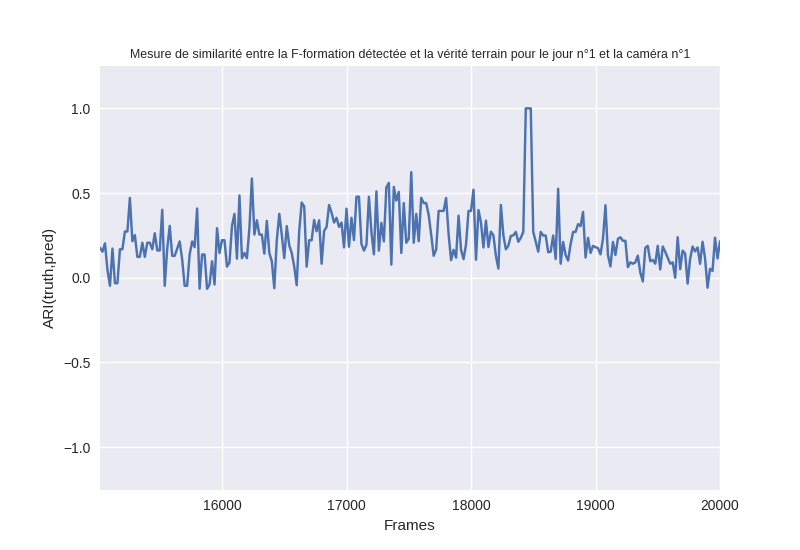 Mesure de similarité entre la F-formation détectée et la vérité terrain pour le jour n°1 et la caméra n°1
1.0
0.5
0.0
−0.5
−1.0
ARI(truth,pred)
16000 17000 18000 19000 20000
Frames